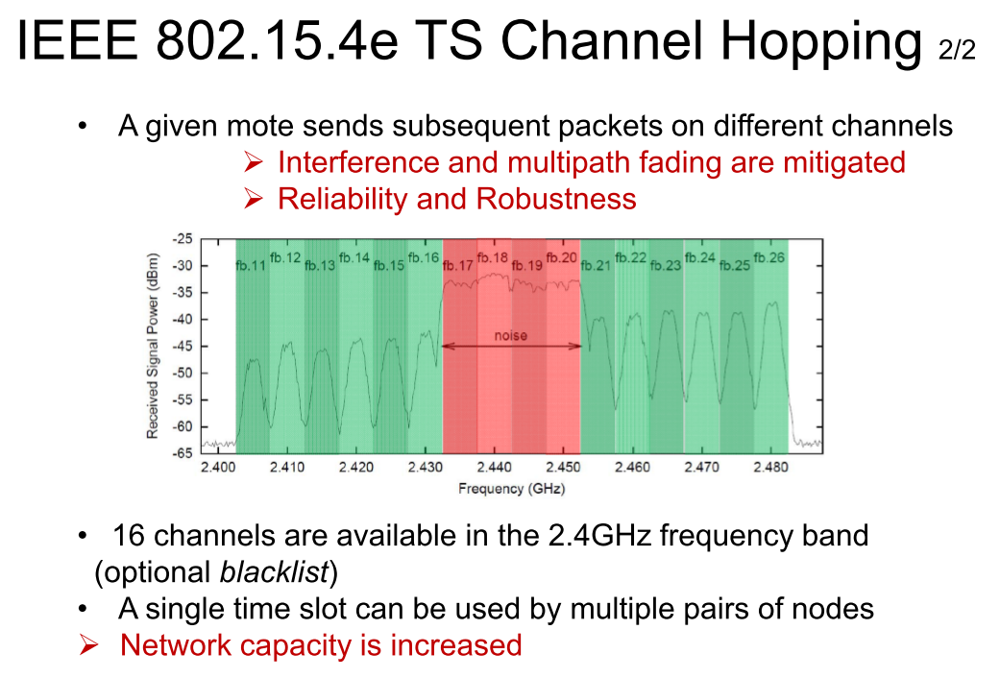 IEEE 802.15.4e TS Channel Hopping 2/2
• A given mote sends subsequent packets on different channels
➢ Interference and multipath fading are mitigated
➢ Reliability and Robustness
Received Signal Power (dBm)
-25
-30
-35
-40
-45
-50
-55
-60
-65
fb.11 fb.12 fb.13 fb.14 fb.15 fb.16 fb.17 fb.18 fb.19 fb.20 fb.21 fb.22 fb.23 fb.24 fb.25 fb.26
noise
2.400 2.410 2.420 2.430 2.440 2.450 2.460 2.470 2.480
Frequency (GHz)
• 16 channels are available in the 2.4GHz frequency band
(optional blacklist)
• A single time slot can be used by multiple pairs of nodes
➢ Network capacity is increased